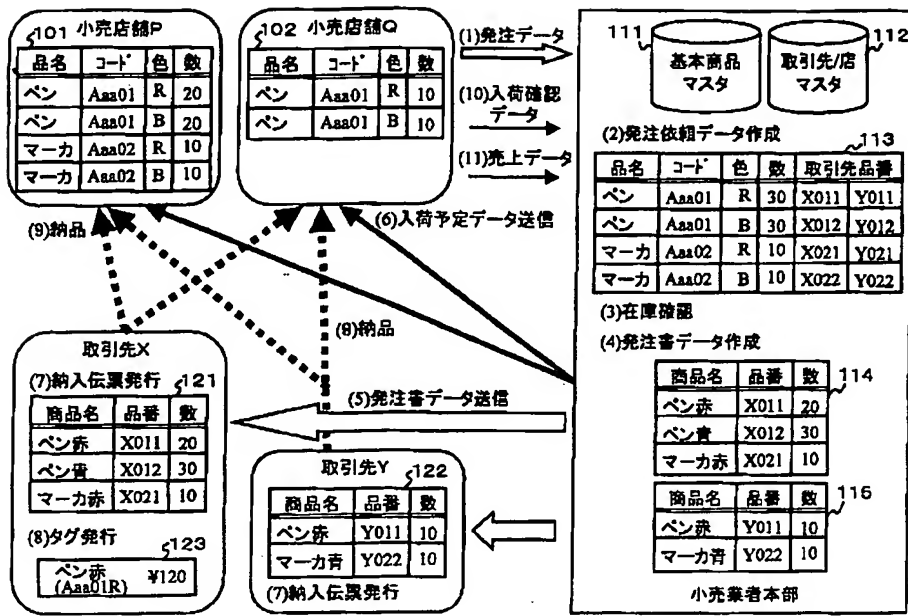 101 小売店舗P
品名 コード 色 数
ペン Aaa01 R 20
ペン Aaa01 B 20
マーカ Aaa02 R 10
マーカ Aaa02 B 10
102 小売店舗Q
品名 コード 色 数
ペン Aaa01 R 10
ペン Aaa01 B 10
(1)発注データ
(10)入荷確認
データ
(11)売上データ
111
基本商品
マスタ
112
取引先/店
マスタ
(2)発注依頼データ作成
113
品名 コード 色 数 取引先品番
ペン Aaa01 R 30 X011 Y011
ペン Aaa01 B 30 X012 Y012
マーカ Aaa02 R 10 X021 Y021
マーカ Aaa02 B 10 X022 Y022
(3)在庫確認
(4)発注書データ作成
商品名 品番 数 114
ペン赤 X011 20
ペン青 X012 30
マーカ赤 X021 10
商品名 品番 数 115
ペン赤 Y011 10
マーカ青 Y022 10
小売業者本部
(6)入荷予定データ送信
(9)納品
(8)納品
(5)発注書データ送信
取引先X
(7)納入伝票発行 121
商品名 品番 数
ペン赤 X011 20
ペン青 X012 30
マーカ赤 X021 10
(8)タグ発行
123
ペン赤 ¥120
(Aaa01R)
取引先Y
122
商品名 品番 数
ペン赤 Y011 10
マーカ青 Y022 10
(7)納入伝票発行